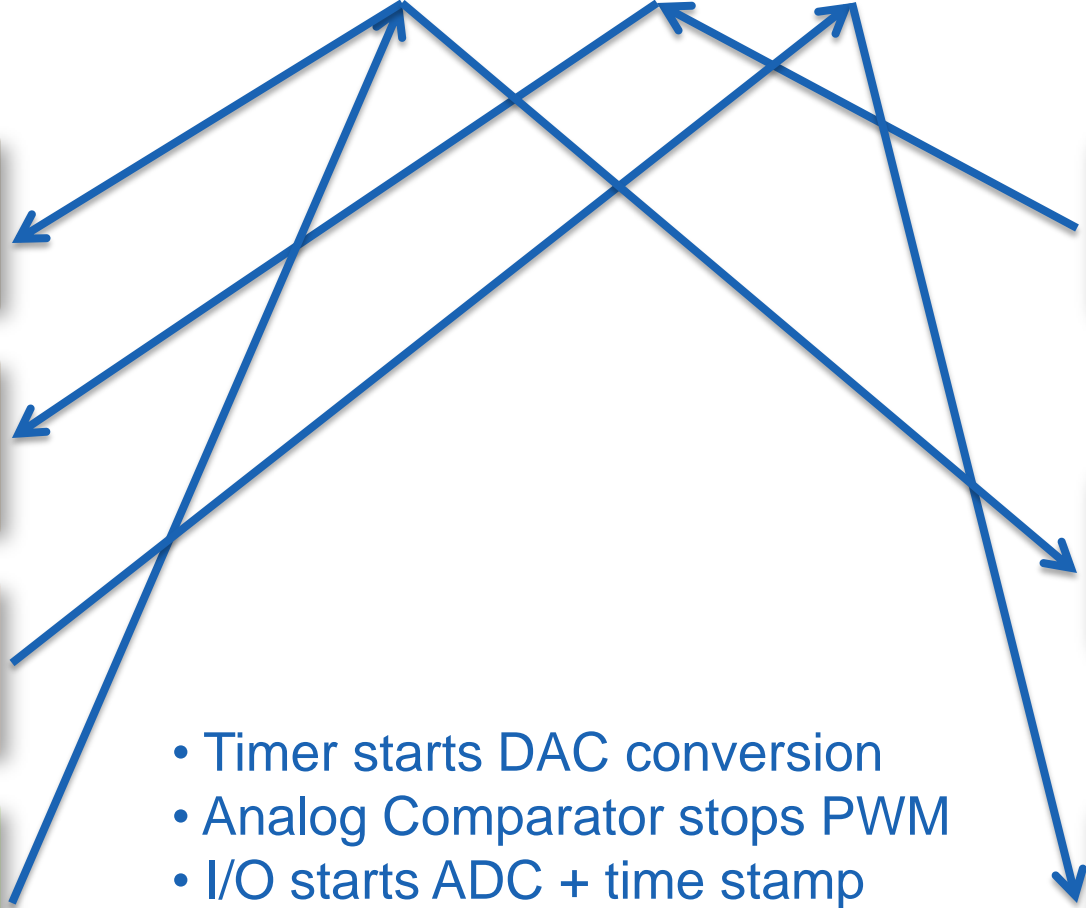 • Timer starts DAC conversion
• Analog Comparator stops PWM
• I/O starts ADC + time stamp